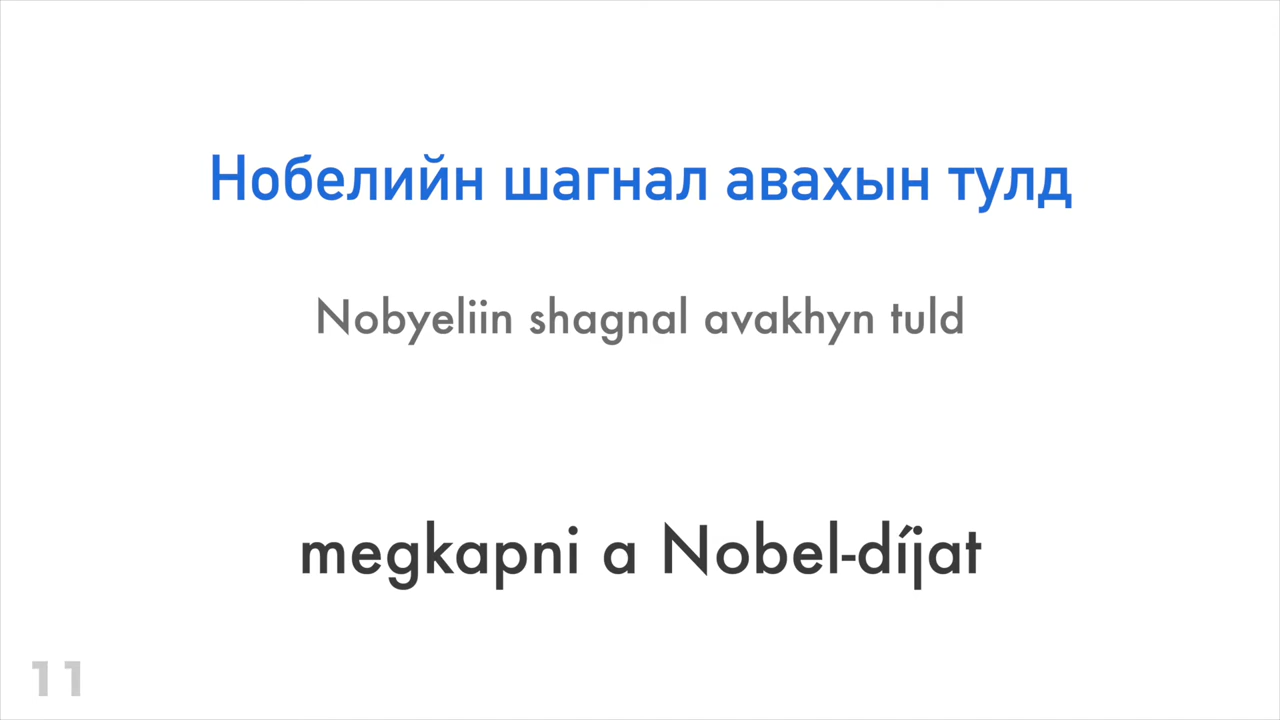 Нобелийн шагнал авахын тулд
Nobyeliin shagnal avakhyn tuld
megkapni a Nobel-díjat
11